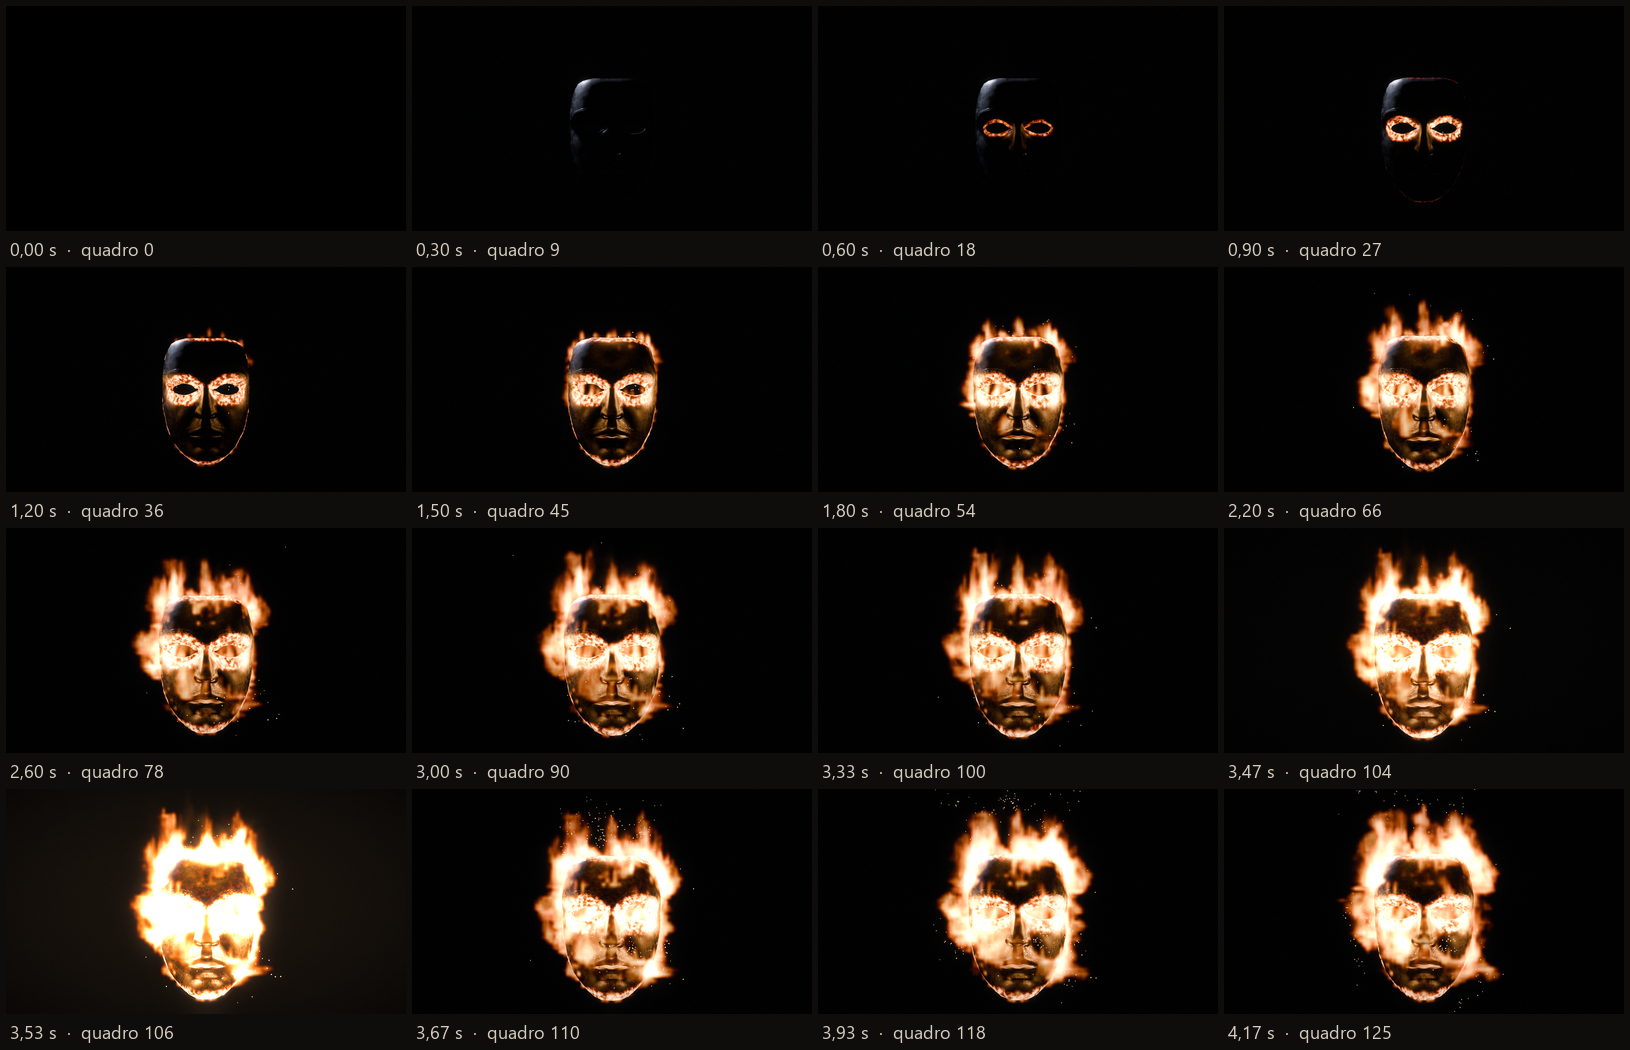 0,00 s · quadro 0
0,30 s · quadro 9
0,60 s · quadro 18
0,90 s · quadro 27
1,20 s · quadro 36
1,50 s · quadro 45
1,80 s · quadro 54
2,20 s · quadro 66
2,60 s · quadro 78
3,00 s · quadro 90
3,33 s · quadro 100
3,47 s · quadro 104
3,53 s · quadro 106
3,67 s · quadro 110
3,93 s · quadro 118
4,17 s · quadro 125